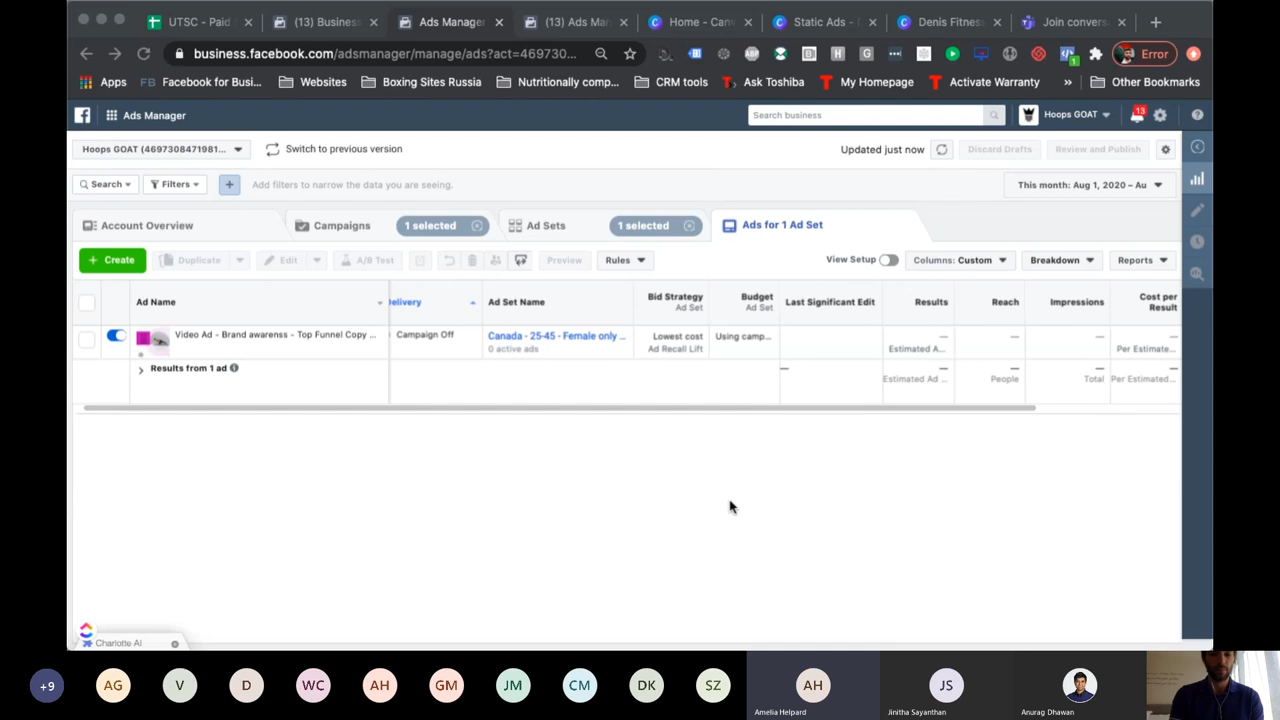 UTSC - Paid
(13) Business
Ads Manager
(13) Ads Man
Home - Canv
Static Ads -
Denis Fitness
Join convers
business.facebook.com/adsmanager/manage/ads?act=469730...
Error
Apps
FB Facebook for Busi...
Websites
Boxing Sites Russia
Nutritionally comp...
CRM tools
Ask Toshiba
My Homepage
Activate Warranty
»
Other Bookmarks
Ads Manager
Search business
Hoops GOAT
13
Hoops GOAT (4697308471981...
Switch to previous version
Updated just now
Discard Drafts
Review and Publish
Search
Filters
+
Add filters to narrow the data you are seeing.
This month: Aug 1, 2020 – Au
Account Overview
Campaigns
1 selected
Ad Sets
1 selected
Ads for 1 Ad Set
+ Create
Duplicate
Edit
A/B Test
Preview
Rules
View Setup
Columns: Custom
Breakdown
Reports
Ad Name
Delivery
Ad Set Name
Bid Strategy
Ad Set
Budget
Ad Set
Last Significant Edit
Results
Reach
Impressions
Cost per
Result
Video Ad - Brand awarenss - Top Funnel Copy ...
Campaign Off
Canada - 25-45 - Female only ...
0 active ads
Lowest cost
Ad Recall Lift
Using camp...
—
Estimated A...
—
—
—
Per Estimate...
Results from 1 ad
—
—
Estimated Ad ...
—
People
—
Total
—
Per Estimated...
Charlotte AI
+9
AG
V
D
WC
AH
GM
JM
CM
DK
SZ
AH
Amelia Helpard
JS
Jinitha Sayanthan
Anurag Dhawan